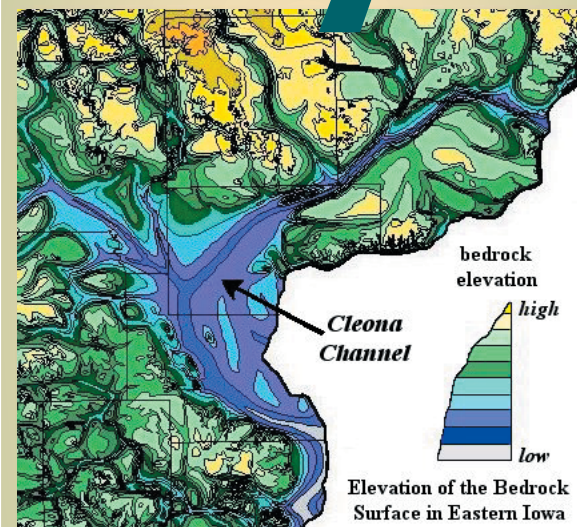 bedrock
elevation
high
Cleona
Channel
low
Elevation of the Bedrock
Surface in Eastern Iowa